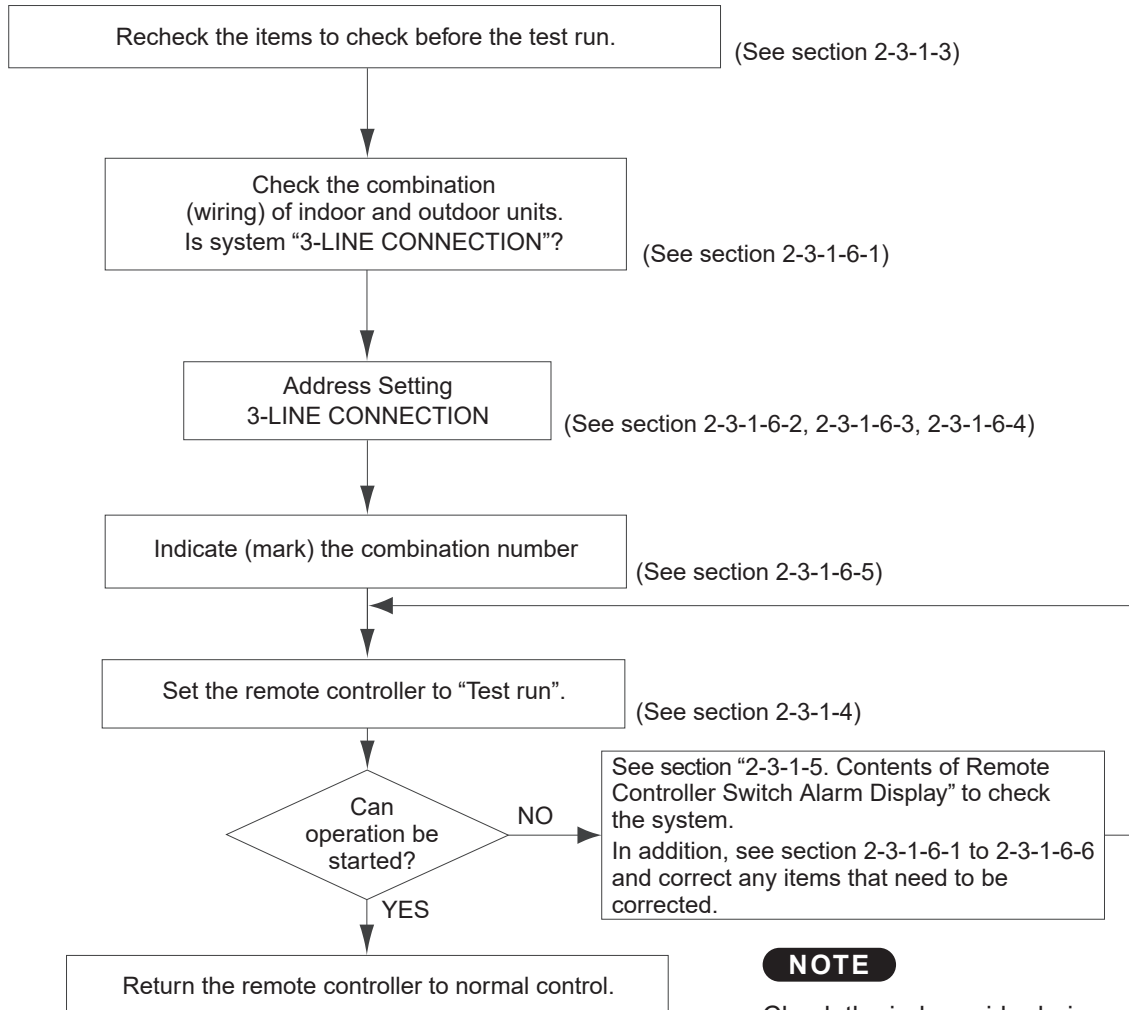 Recheck the items to check before the test run.
(See section 2-3-1-3)
Check the combination
(wiring) of indoor and outdoor units.
Is system “3-LINE CONNECTION”?
(See section 2-3-1-6-1)
Address Setting
3-LINE CONNECTION
(See section 2-3-1-6-2, 2-3-1-6-3, 2-3-1-6-4)
Indicate (mark) the combination number
(See section 2-3-1-6-5)
Set the remote controller to “Test run”.
(See section 2-3-1-4)
Can
operation be
started?
NO
See section “2-3-1-5. Contents of Remote
Controller Switch Alarm Display” to check
the system.
In addition, see section 2-3-1-6-1 to 2-3-1-6-6
and correct any items that need to be
corrected.
YES
Return the remote controller to normal control.
NOTE